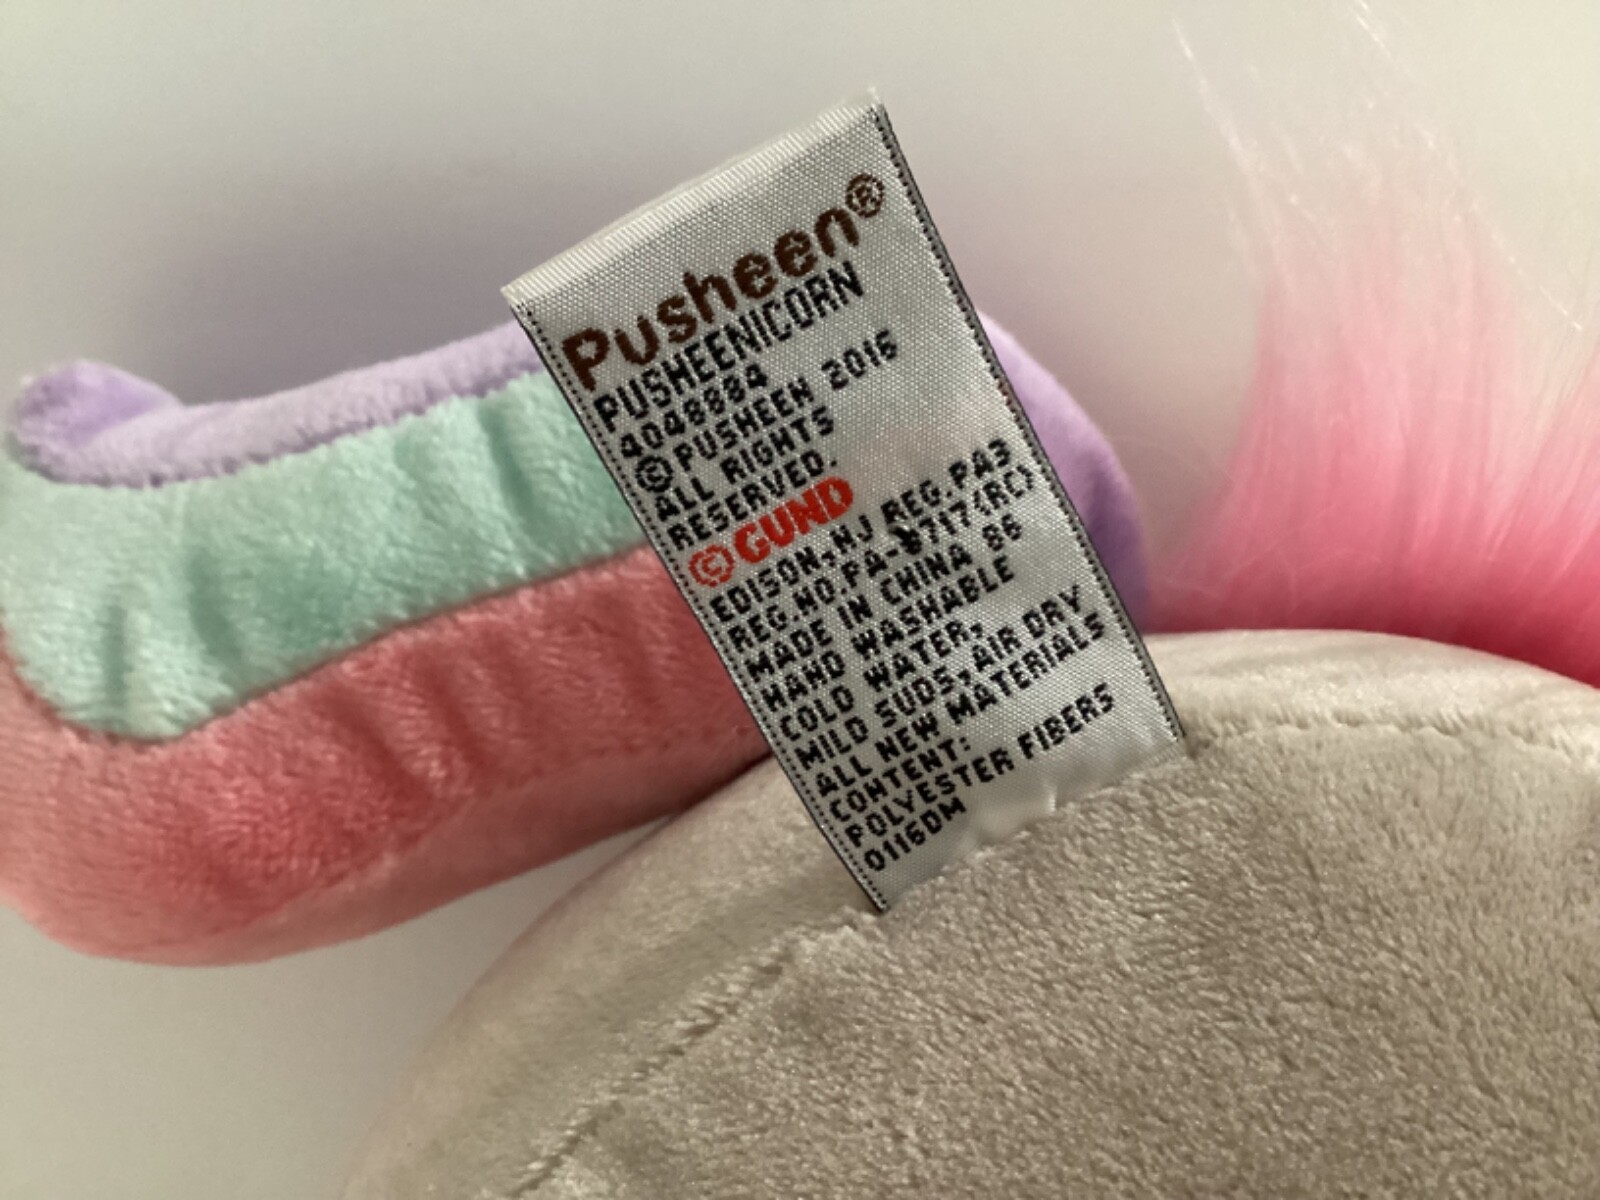 Pusheen®
PUSHEENICORN
4048884
©PUSHEEN 2016
ALL RIGHTS
RESERVED.
©GUND
EDISON, NJ REG.PA3
REG.NO.PA-8717(RC)
MADE IN CHINA 86
HAND WASHABLE
COLD WATER,
MILD SUDS, AIR DRY
ALL NEW MATERIALS
CONTENT:
POLYESTER FIBERS
0116DM